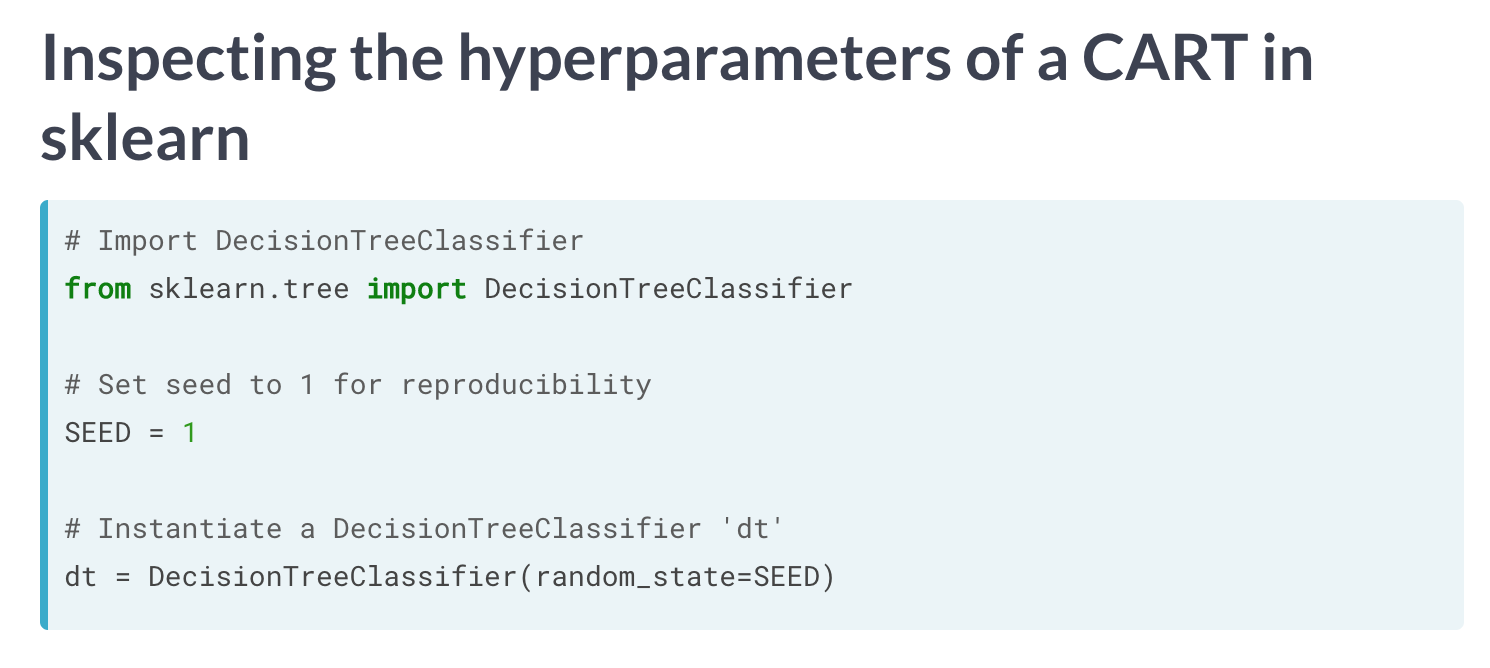 Inspecting the hyperparameters of a CART in
sklearn
# Import DecisionTreeClassifier
from sklearn.tree import DecisionTreeClassifier
# Set seed to 1 for reproducibility
SEED = 1
# Instantiate a DecisionTreeClassifier 'dt'
dt = DecisionTreeClassifier(random_state=SEED)